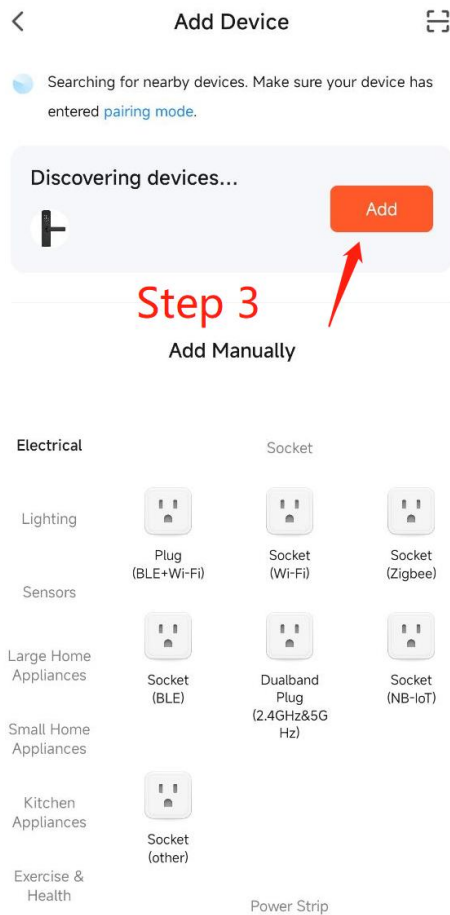 Add Device
Searching for nearby devices. Make sure your device has
entered pairing mode.
Discovering devices...
Add
Step 3
Add Manually
Electrical
Socket
Lighting
Plug
(BLE+Wi-Fi)
Socket
(Wi-Fi)
Socket
(Zigbee)
Sensors
Large Home
Appliances
Socket
(BLE)
Dualband
Plug
(2.4GHz&5G
Hz)
Socket
(NB-IoT)
Small Home
Appliances
Kitchen
Appliances
Socket
(other)
Exercise &
Health
Power Strip